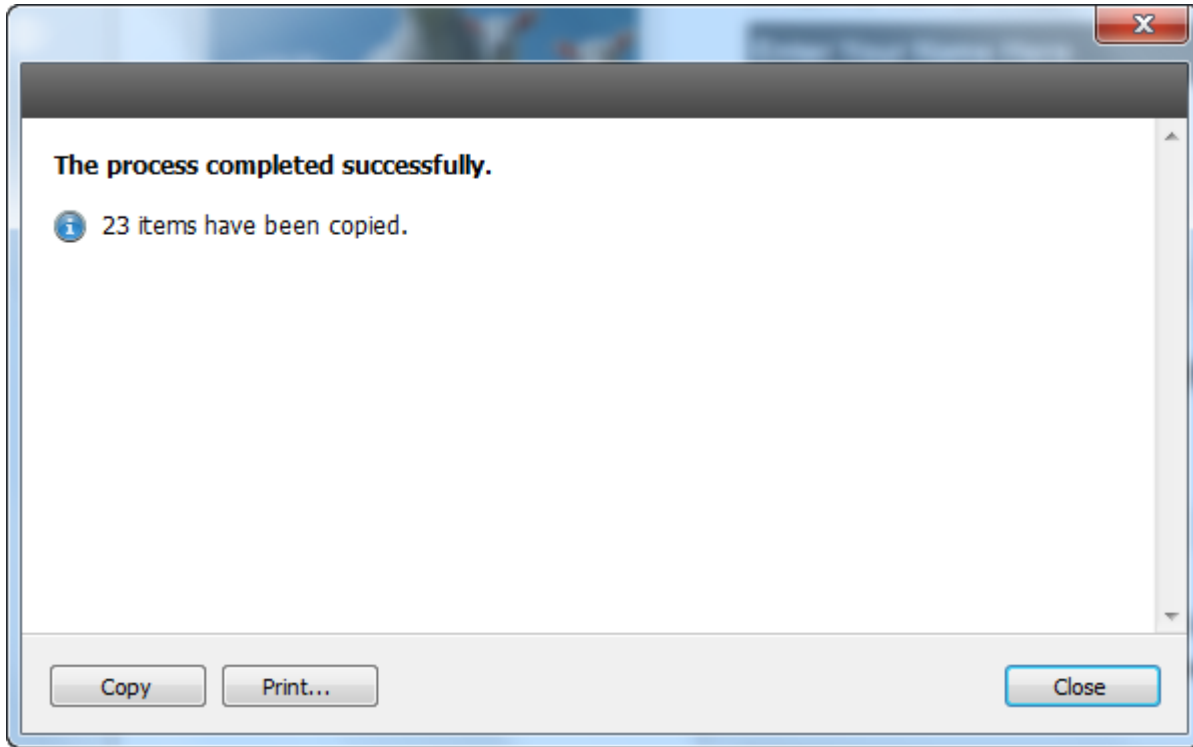 The process completed successfully.
23 items have been copied.
Copy
Print...
Close